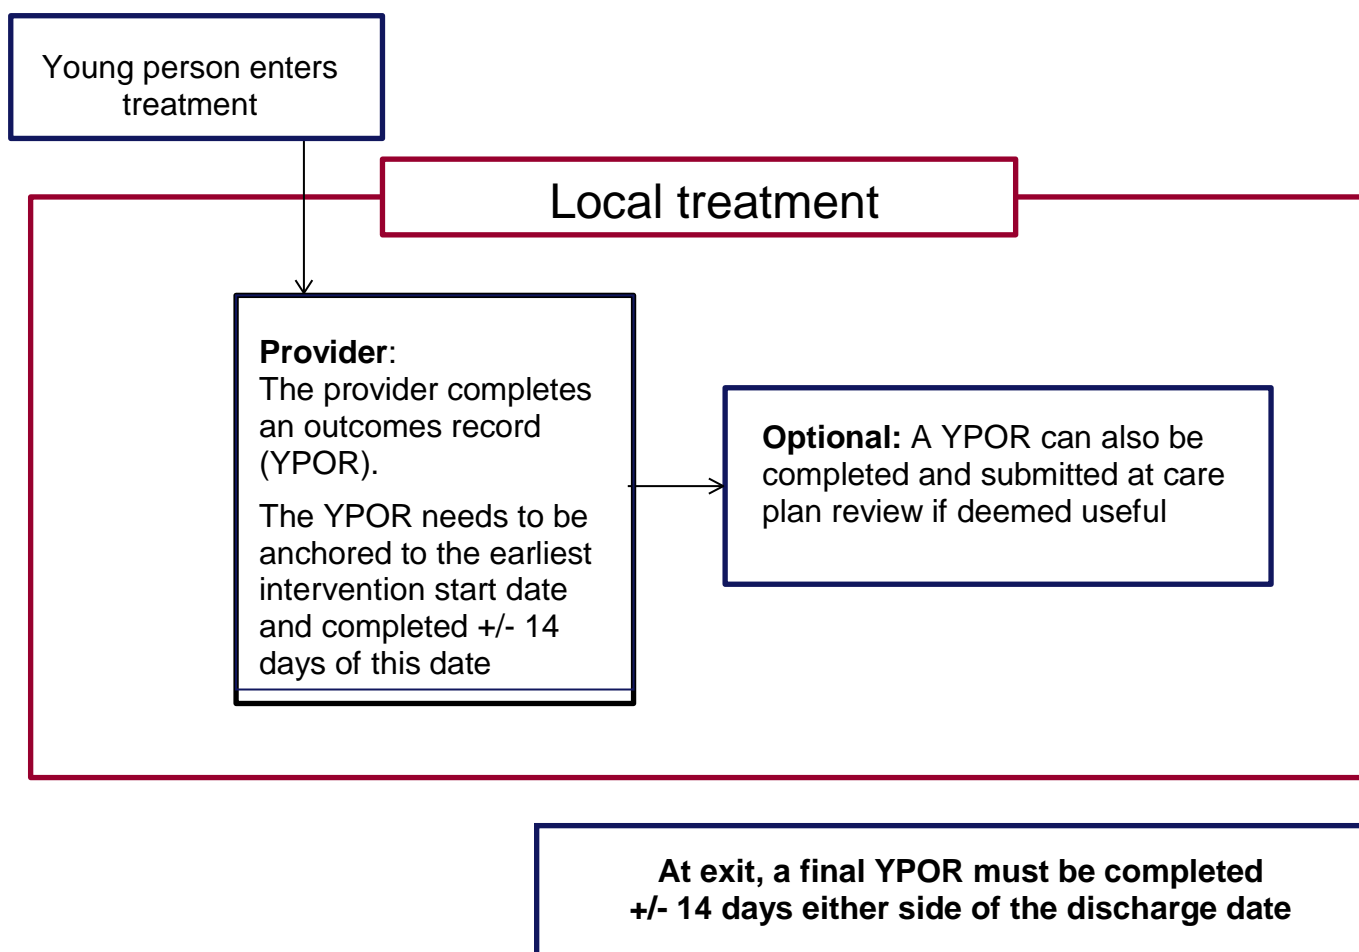 Young person enters
treatment
Local treatment
Provider:
The provider completes
an outcomes record
(YPOR).
The YPOR needs to be
anchored to the earliest
intervention start date
and completed +/- 14
days of this date
Optional: A YPOR can also be
completed and submitted at care
plan review if deemed useful
At exit, a final YPOR must be completed
+/- 14 days either side of the discharge date